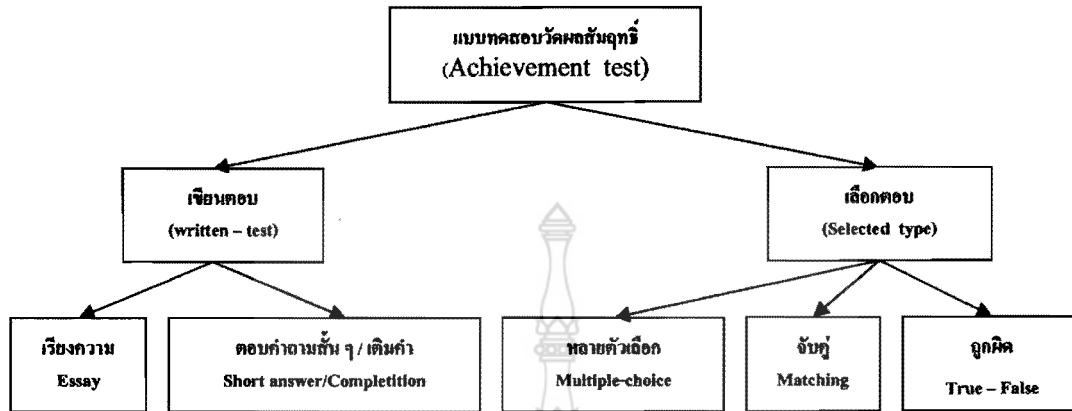 แบบทดสอบวัดผลสัมฤทธิ์
(Achievement test)
เขียนตอบ
(written – test)
เลือกตอบ
(Selected type)
เรียงความ
Essay
ตอบคำถามสั้น ๆ / เติมคำ
Short answer/Completition
หลายตัวเลือก
Multiple-choice
จับคู่
Matching
ถูกผิด
True – False